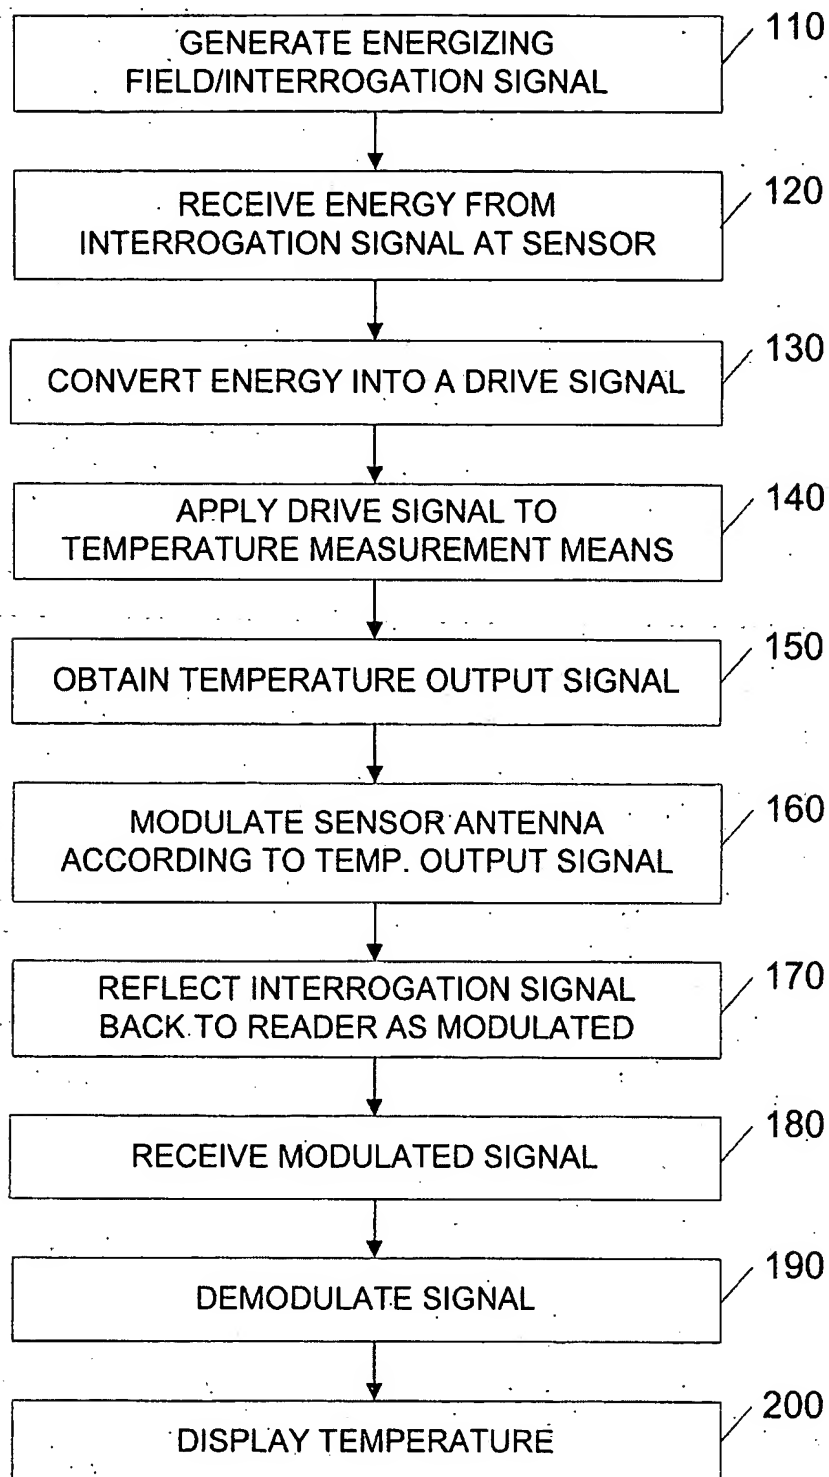 GENERATE ENERGIZING
FIELD/INTERROGATION SIGNAL
110
RECEIVE ENERGY FROM
INTERROGATION SIGNAL AT SENSOR
120
CONVERT ENERGY INTO A DRIVE SIGNAL
130
APPLY DRIVE SIGNAL TO
TEMPERATURE MEASUREMENT MEANS
140
OBTAIN TEMPERATURE OUTPUT SIGNAL
150
MODULATE SENSOR ANTENNA
ACCORDING TO TEMP. OUTPUT SIGNAL
160
REFLECT INTERROGATION SIGNAL
BACK TO READER AS MODULATED
170
RECEIVE MODULATED SIGNAL
180
DEMODULATE SIGNAL
190
DISPLAY TEMPERATURE
200